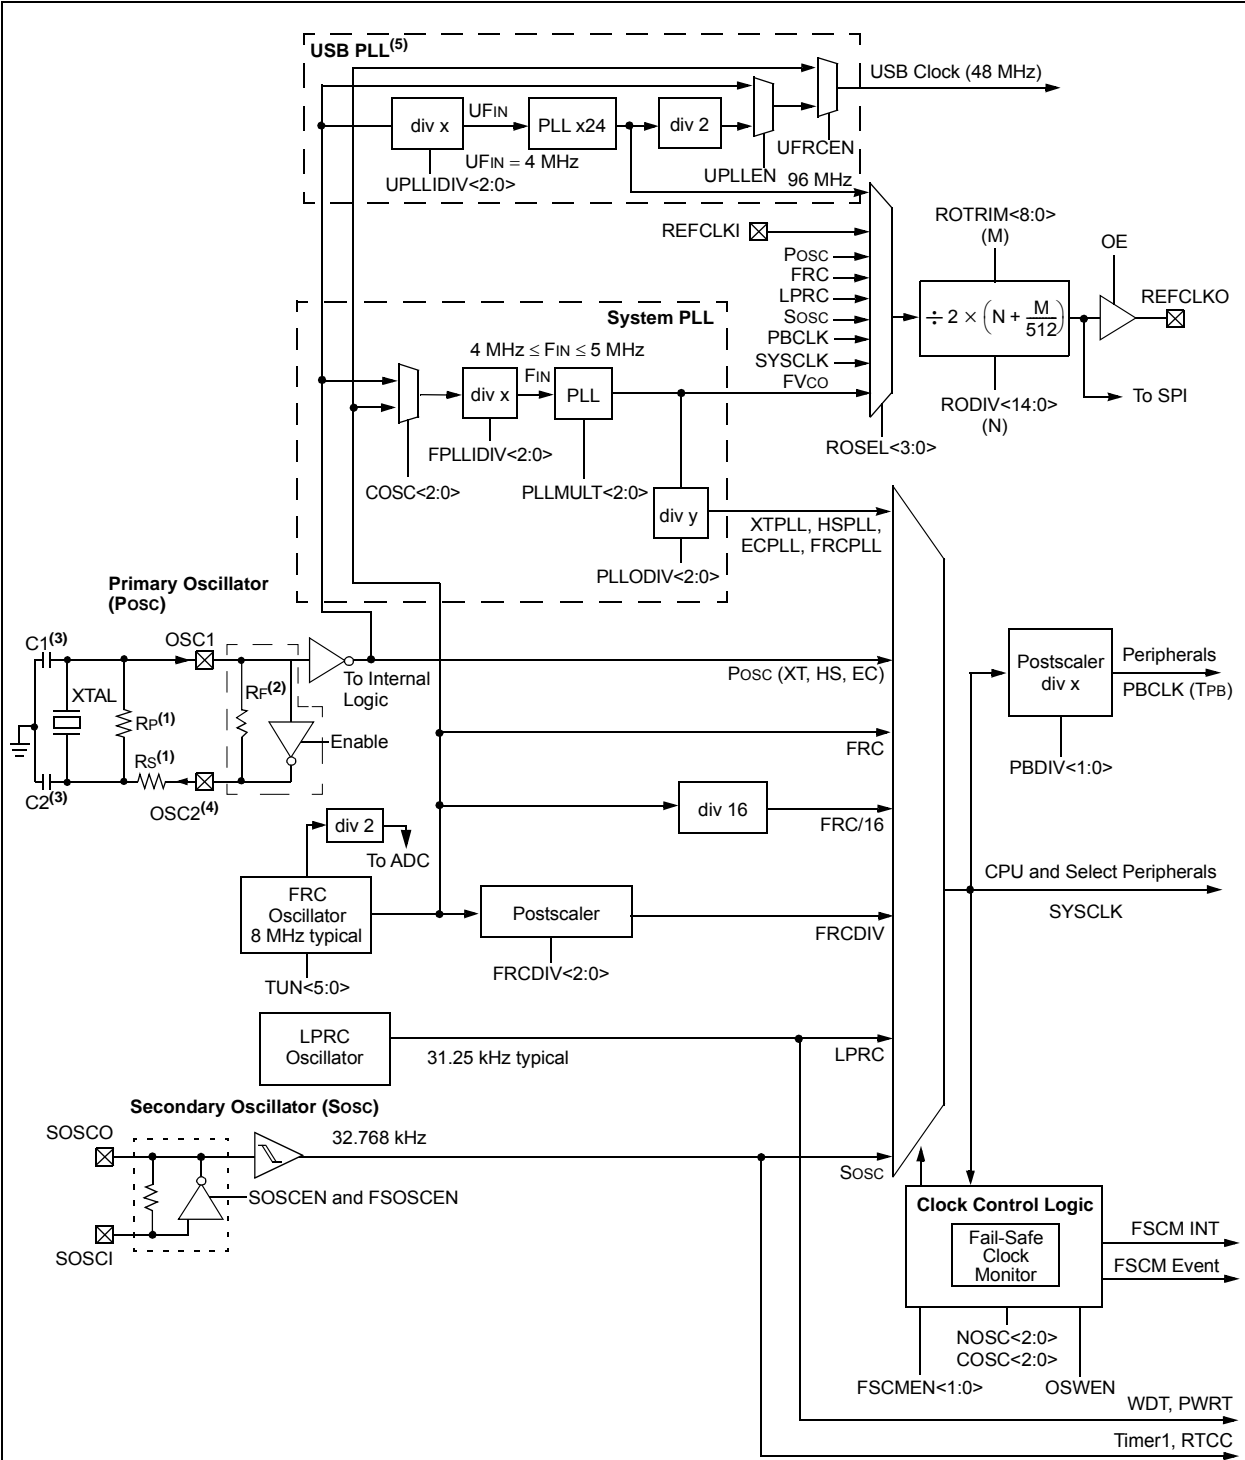 USB PLL(5)
USB Clock (48 MHz)
div x
UFIN
PLL x24
div 2
UFIN = 4 MHz
UFRCEN
UPLLIDIV<2:0>
UPLLEN
96 MHz
REFCLKI
POSC
FRC
LPRC
SOSC
PBCLK
SYSCLK
FVCO
ROTRIM<8:0>
(M)
OE
REFCLKO
÷ 2 × (N + M/512)
To SPI
RODIV<14:0>
(N)
ROSEL<3:0>
System PLL
4 MHz ≤ FIN ≤ 5 MHz
FIN
div x
PLL
FPLLIDIV<2:0>
COSC<2:0>
PLLMULT<2:0>
div y
XTPLL, HSPLL,
ECPLL, FRCPLL
PLLODIV<2:0>
Primary Oscillator
(POSC)
C1(3)
OSC1
XTAL
RP(1)
RF(2)
To Internal
Logic
Enable
RS(1)
C2(3)
OSC2(4)
POSC (XT, HS, EC)
Postscaler
div x
Peripherals
PBCLK (TPB)
PBDIV<1:0>
FRC
div 16
FRC/16
div 2
To ADC
FRC
Oscillator
8 MHz typical
TUN<5:0>
Postscaler
FRCDIV
FRCDIV<2:0>
CPU and Select Peripherals
SYSCLK
LPRC
Oscillator
31.25 kHz typical
LPRC
Secondary Oscillator (SOSC)
SOSCO
32.768 kHz
SOSC
SOSCEN and FSOSCEN
SOSCI
Clock Control Logic
Fail-Safe
Clock
Monitor
FSCM INT
FSCM Event
NOSC<2:0>
COSC<2:0>
FSCMEN<1:0>
OSWEN
WDT, PWRT
Timer1, RTCC